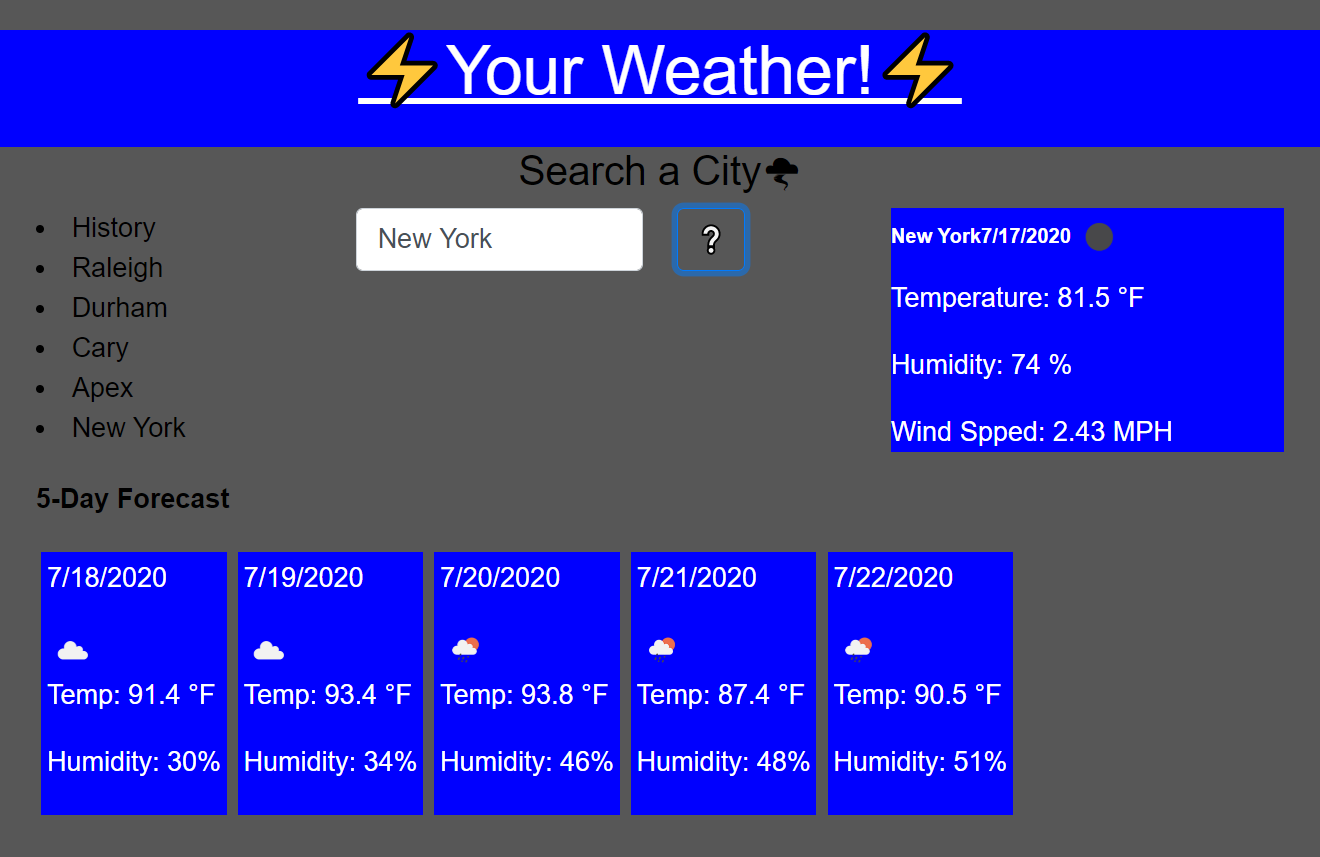 ⚡Your Weather!⚡
Search a City🌪
History
Raleigh
Durham
Cary
Apex
New York
New York
?
New York7/17/2020
Temperature: 81.5 °F
Humidity: 74 %
Wind Spped: 2.43 MPH
5-Day Forecast
7/18/2020
Temp: 91.4 °F
Humidity: 30%
7/19/2020
Temp: 93.4 °F
Humidity: 34%
7/20/2020
Temp: 93.8 °F
Humidity: 46%
7/21/2020
Temp: 87.4 °F
Humidity: 48%
7/22/2020
Temp: 90.5 °F
Humidity: 51%